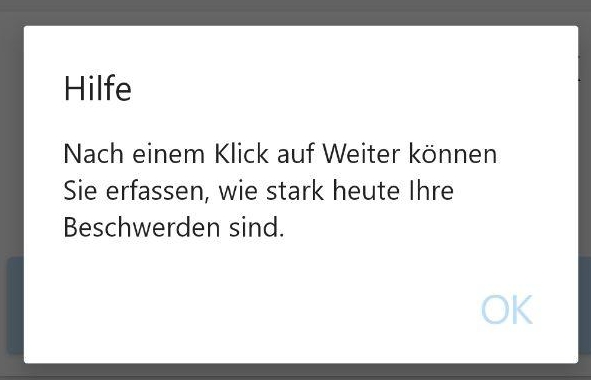 Hilfe
Nach einem Klick auf Weiter können
Sie erfassen, wie stark heute Ihre
Beschwerden sind.
OK